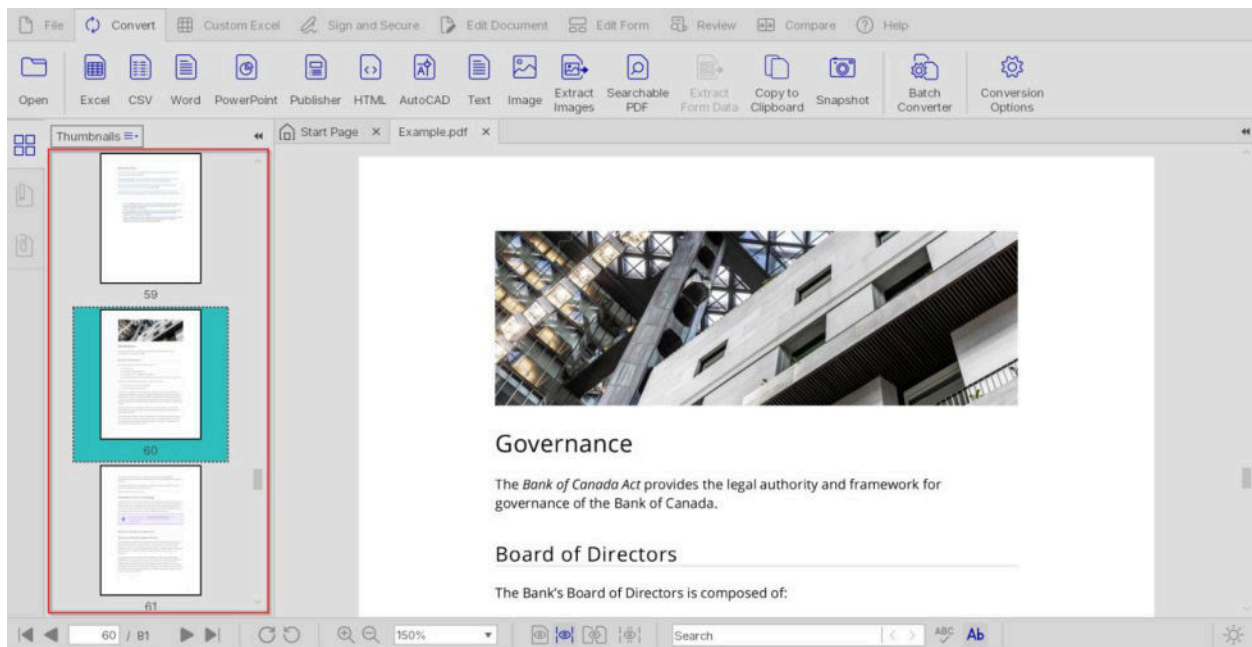 File Convert Custom Excel Sign and Secure Edit Document Edit Form Review Compare Help
Open Excel CSV Word PowerPoint Publisher HTML AutoCAD Text Image Extract Images Searchable PDF Extract Form Data Copy to Clipboard Snapshot Batch Converter Conversion Options
Thumbnails
Start Page Example.pdf
59
60
61
Governance
The Bank of Canada Act provides the legal authority and framework for
governance of the Bank of Canada.
Board of Directors
The Bank's Board of Directors is composed of:
60 / 81 150% Search ABC Ab